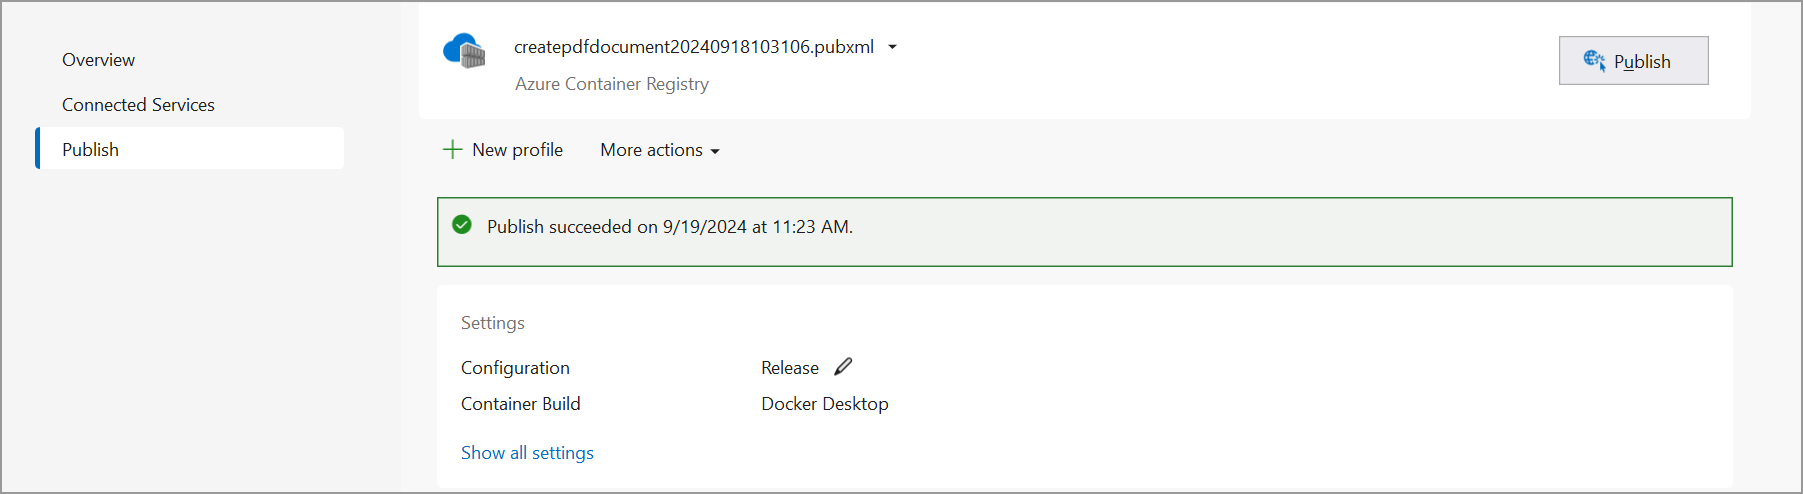 Overview
Connected Services
Publish
createpdfdocument20240918103106.pubxml
Azure Container Registry
Publish
New profile
More actions
Publish succeeded on 9/19/2024 at 11:23 AM.
Settings
Configuration Release
Container Build Docker Desktop
Show all settings